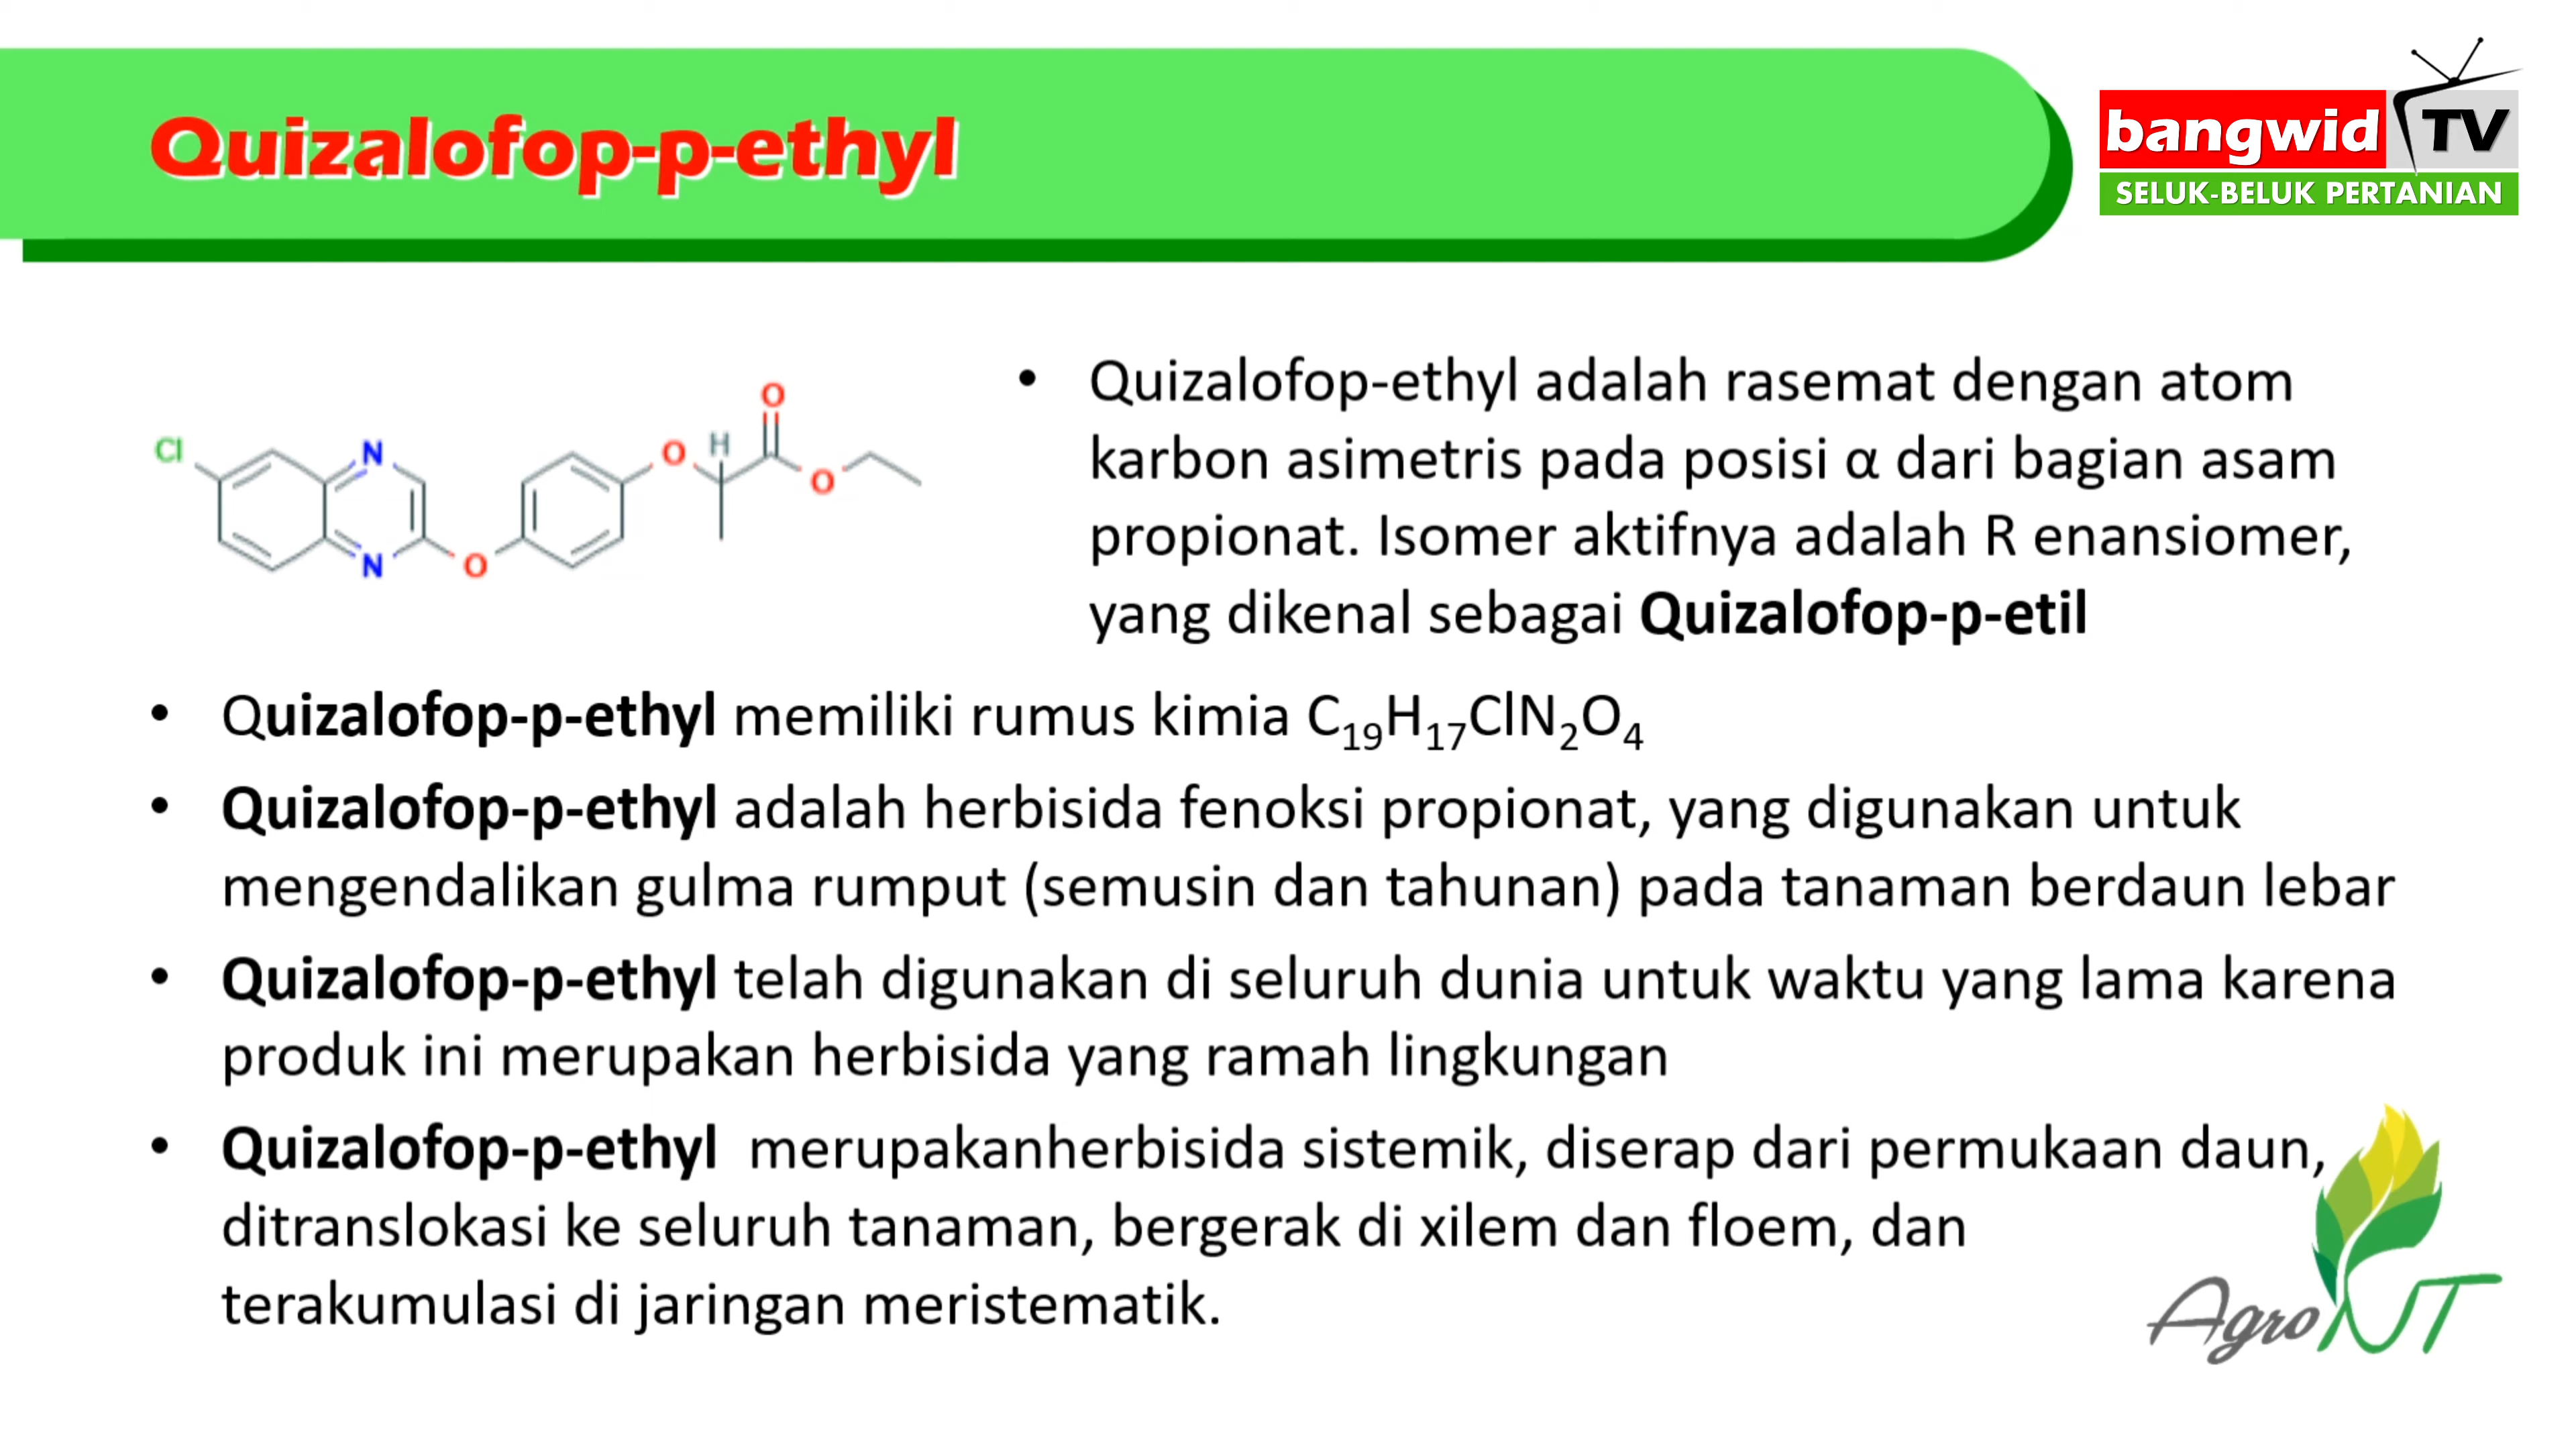 Quizalofop-p-ethyl
bangwid TV
SELUK-BELUK PERTANIAN
Cl
N
N
O
O
H
O
O
• Quizalofop-ethyl adalah rasemat dengan atom
karbon asimetris pada posisi α dari bagian asam
propionat. Isomer aktifnya adalah R enansiomer,
yang dikenal sebagai Quizalofop-p-etil
• Quizalofop-p-ethyl memiliki rumus kimia C₁₉H₁₇ClN₂O₄
• Quizalofop-p-ethyl adalah herbisida fenoksi propionat, yang digunakan untuk
mengendalikan gulma rumput (semusin dan tahunan) pada tanaman berdaun lebar
• Quizalofop-p-ethyl telah digunakan di seluruh dunia untuk waktu yang lama karena
produk ini merupakan herbisida yang ramah lingkungan
• Quizalofop-p-ethyl merupakanherbisida sistemik, diserap dari permukaan daun,
ditranslokasi ke seluruh tanaman, bergerak di xilem dan floem, dan
terakumulasi di jaringan meristematik.
Agro NT